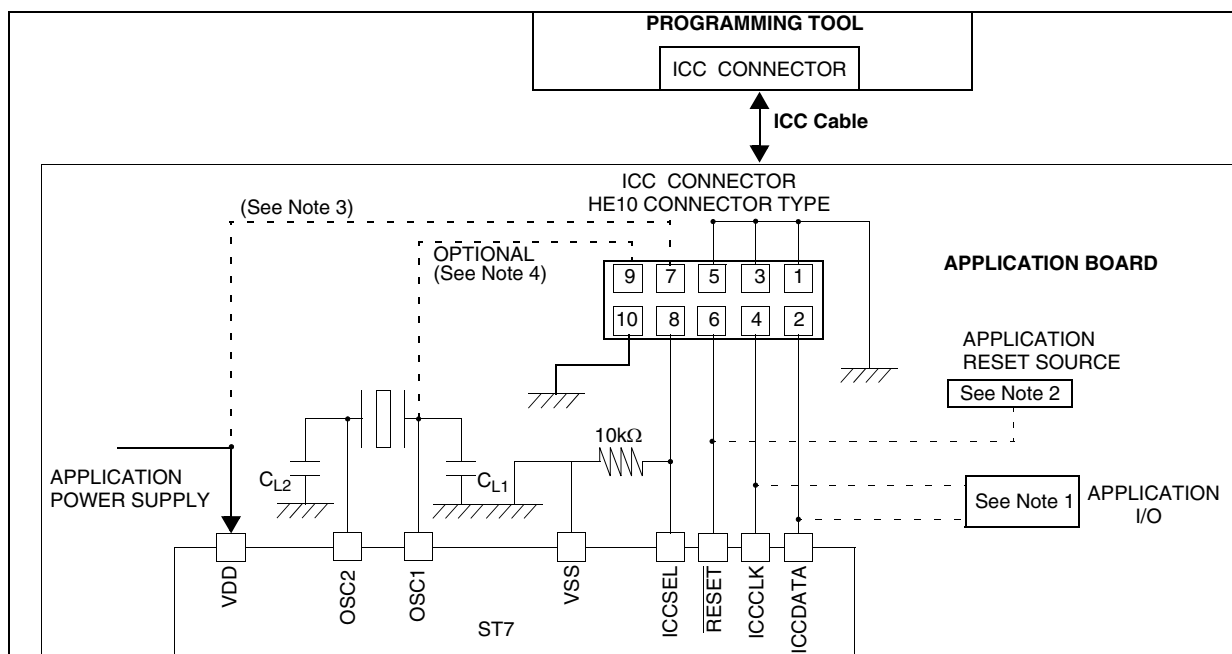 PROGRAMMING TOOL
ICC CONNECTOR
ICC Cable
ICC CONNECTOR
HE10 CONNECTOR TYPE
(See Note 3)
OPTIONAL
(See Note 4)
9 7 5 3 1
10 8 6 4 2
APPLICATION BOARD
APPLICATION
RESET SOURCE
See Note 2
10kΩ
APPLICATION
POWER SUPPLY
CL2
CL1
See Note 1
APPLICATION
I/O
VDD
OSC2
OSC1
VSS
ICCSEL
RESET
ICCCLK
ICCDATA
ST7